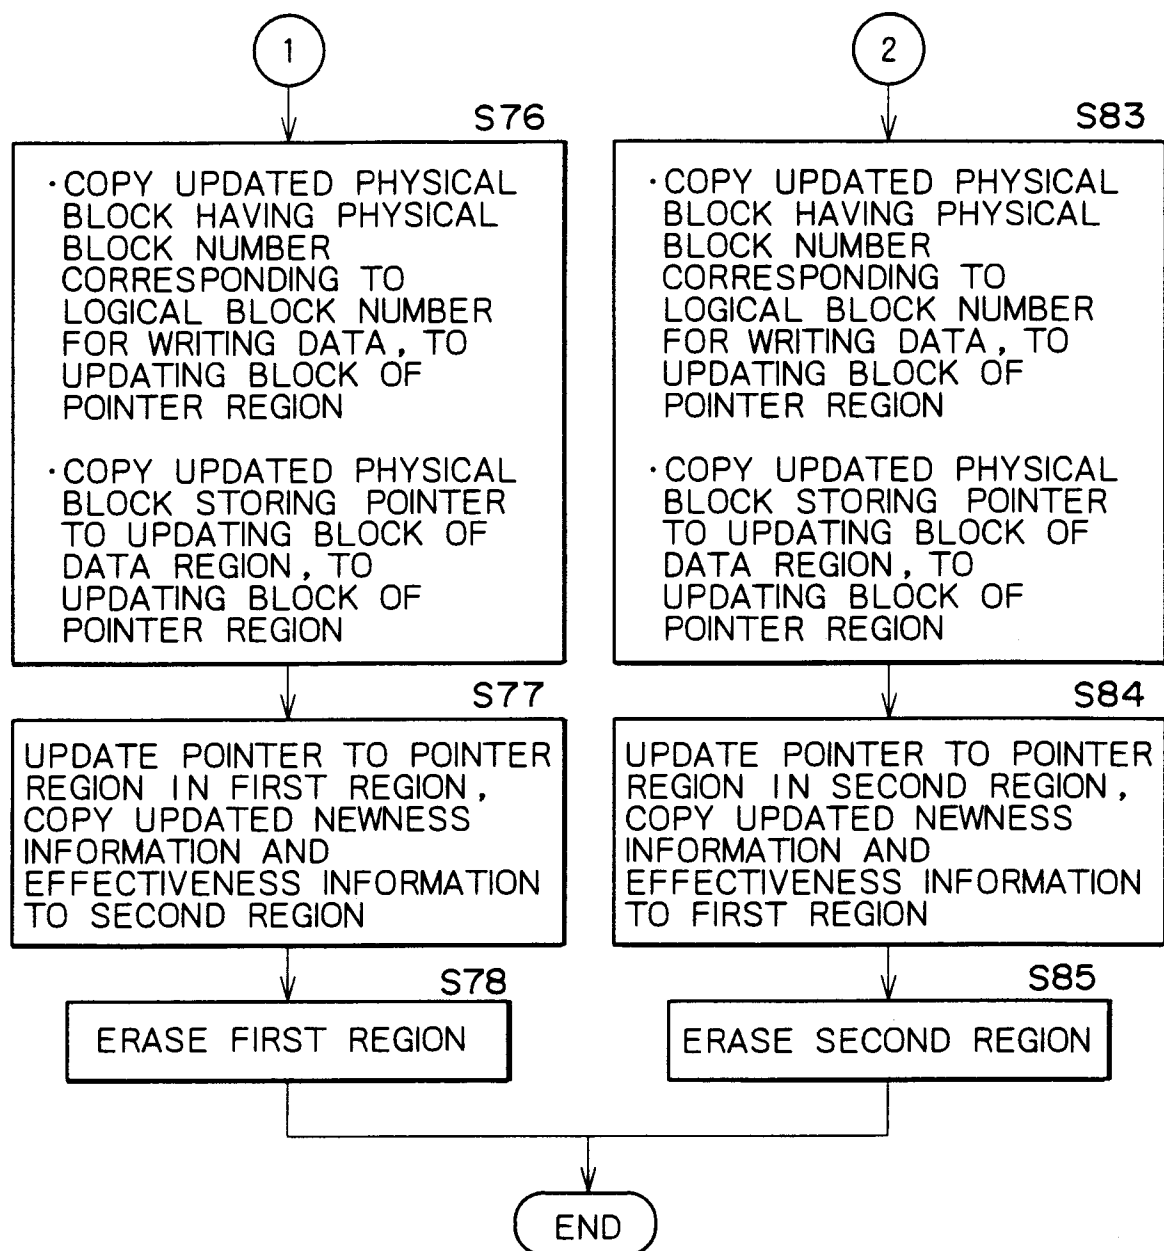 1
S76
·COPY UPDATED PHYSICAL
BLOCK HAVING PHYSICAL
BLOCK NUMBER
CORRESPONDING TO
LOGICAL BLOCK NUMBER
FOR WRITING DATA, TO
UPDATING BLOCK OF
POINTER REGION
·COPY UPDATED PHYSICAL
BLOCK STORING POINTER
TO UPDATING BLOCK OF
DATA REGION, TO
UPDATING BLOCK OF
POINTER REGION
S77
UPDATE POINTER TO POINTER
REGION IN FIRST REGION,
COPY UPDATED NEWNESS
INFORMATION AND
EFFECTIVENESS INFORMATION
TO SECOND REGION
S78
ERASE FIRST REGION
2
S83
·COPY UPDATED PHYSICAL
BLOCK HAVING PHYSICAL
BLOCK NUMBER
CORRESPONDING TO
LOGICAL BLOCK NUMBER
FOR WRITING DATA, TO
UPDATING BLOCK OF
POINTER REGION
·COPY UPDATED PHYSICAL
BLOCK STORING POINTER
TO UPDATING BLOCK OF
DATA REGION, TO
UPDATING BLOCK OF
POINTER REGION
S84
UPDATE POINTER TO POINTER
REGION IN SECOND REGION,
COPY UPDATED NEWNESS
INFORMATION AND
EFFECTIVENESS INFORMATION
TO FIRST REGION
S85
ERASE SECOND REGION
END